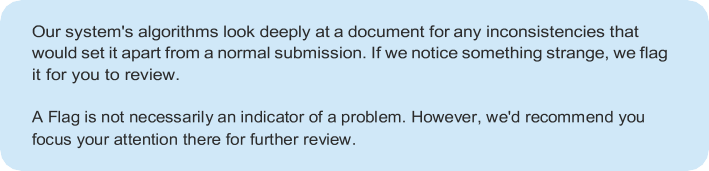 Our system's algorithms look deeply at a document for any inconsistencies that
would set it apart from a normal submission. If we notice something strange, we flag
it for you to review.
A Flag is not necessarily an indicator of a problem. However, we'd recommend you
focus your attention there for further review.